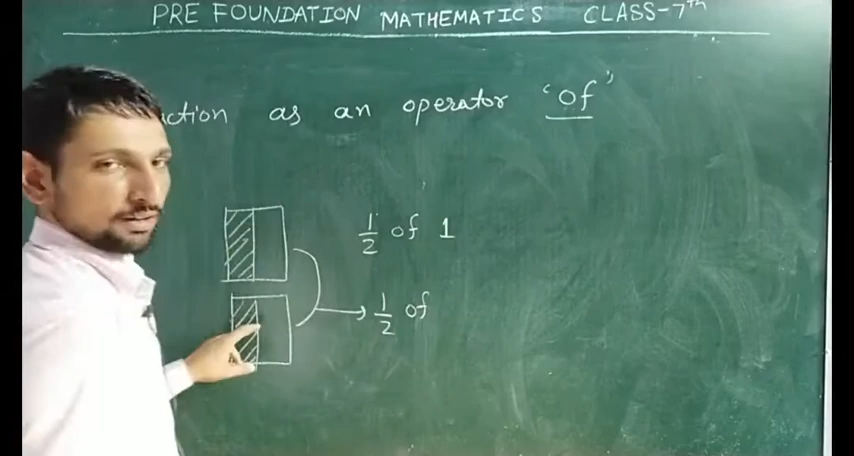 PRE FOUNDATION MATHEMATICS CLASS-7th
ction as an operator 'of'
1/2 of 1
1/2 of